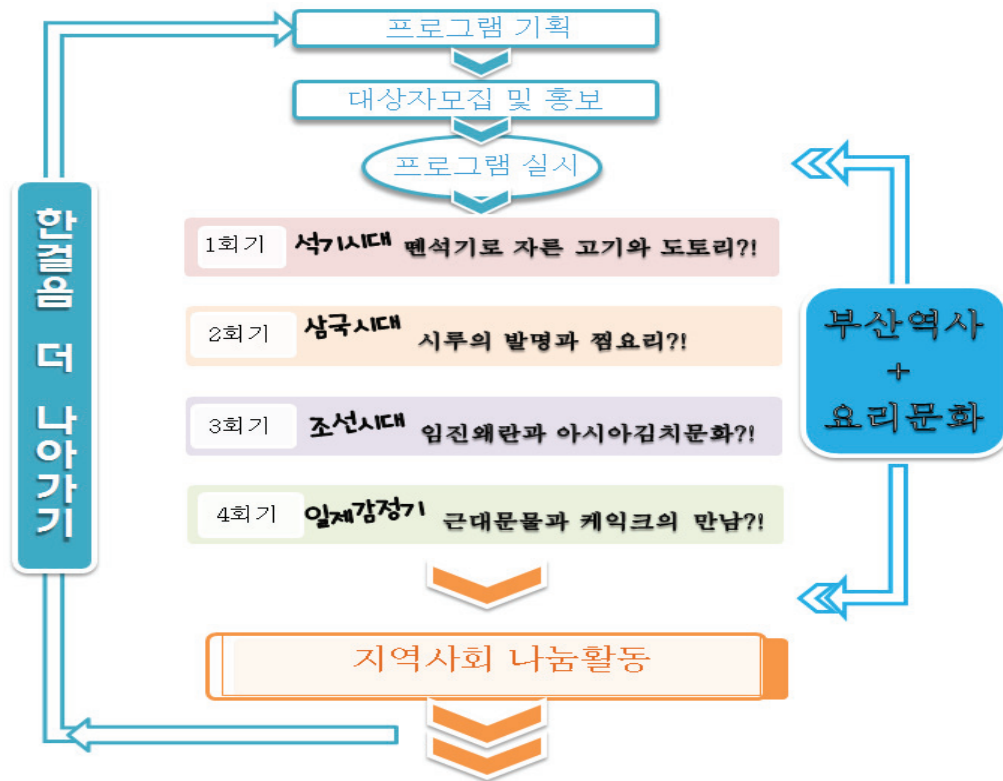 프로그램 기획
대상자모집 및 홍보
프로그램 실시
1회기 석기시대 뗀석기로 자른 고기와 도토리?!
2회기 삼국시대 시루의 발명과 찜요리?!
3회기 조선시대 임진왜란과 아시아김치문화?!
4회기 일제감정기 근대문물과 케익크의 만남?!
지역사회 나눔활동
한걸음 더 나아가기
부산역사
+
요리문화